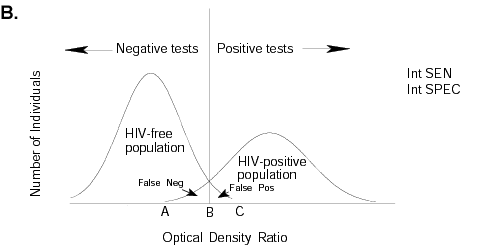 B.
Negative tests
Positive tests
Int SEN
Int SPEC
Number of Individuals
HIV-free
population
HIV-positive
population
False Neg
False Pos
A
B
C
Optical Density Ratio